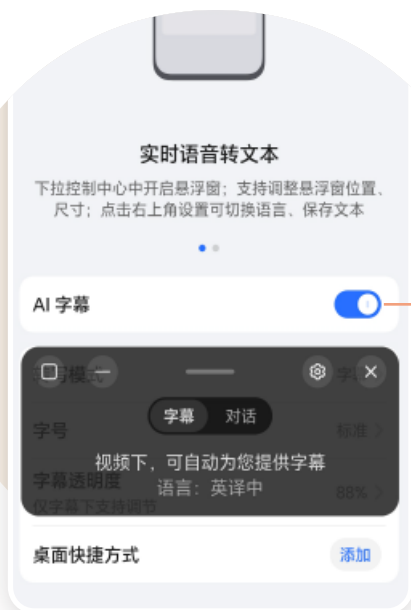 实时语音转文本
下拉控制中心中开启悬浮窗；支持调整悬浮窗位置、
尺寸；点击右上角设置可切换语言、保存文本
AI 字幕
字幕 对话
字号 标准
视频下，可自动为您提供字幕
字幕透明度 88%
语言：英译中
仅字幕下支持调节
桌面快捷方式 添加